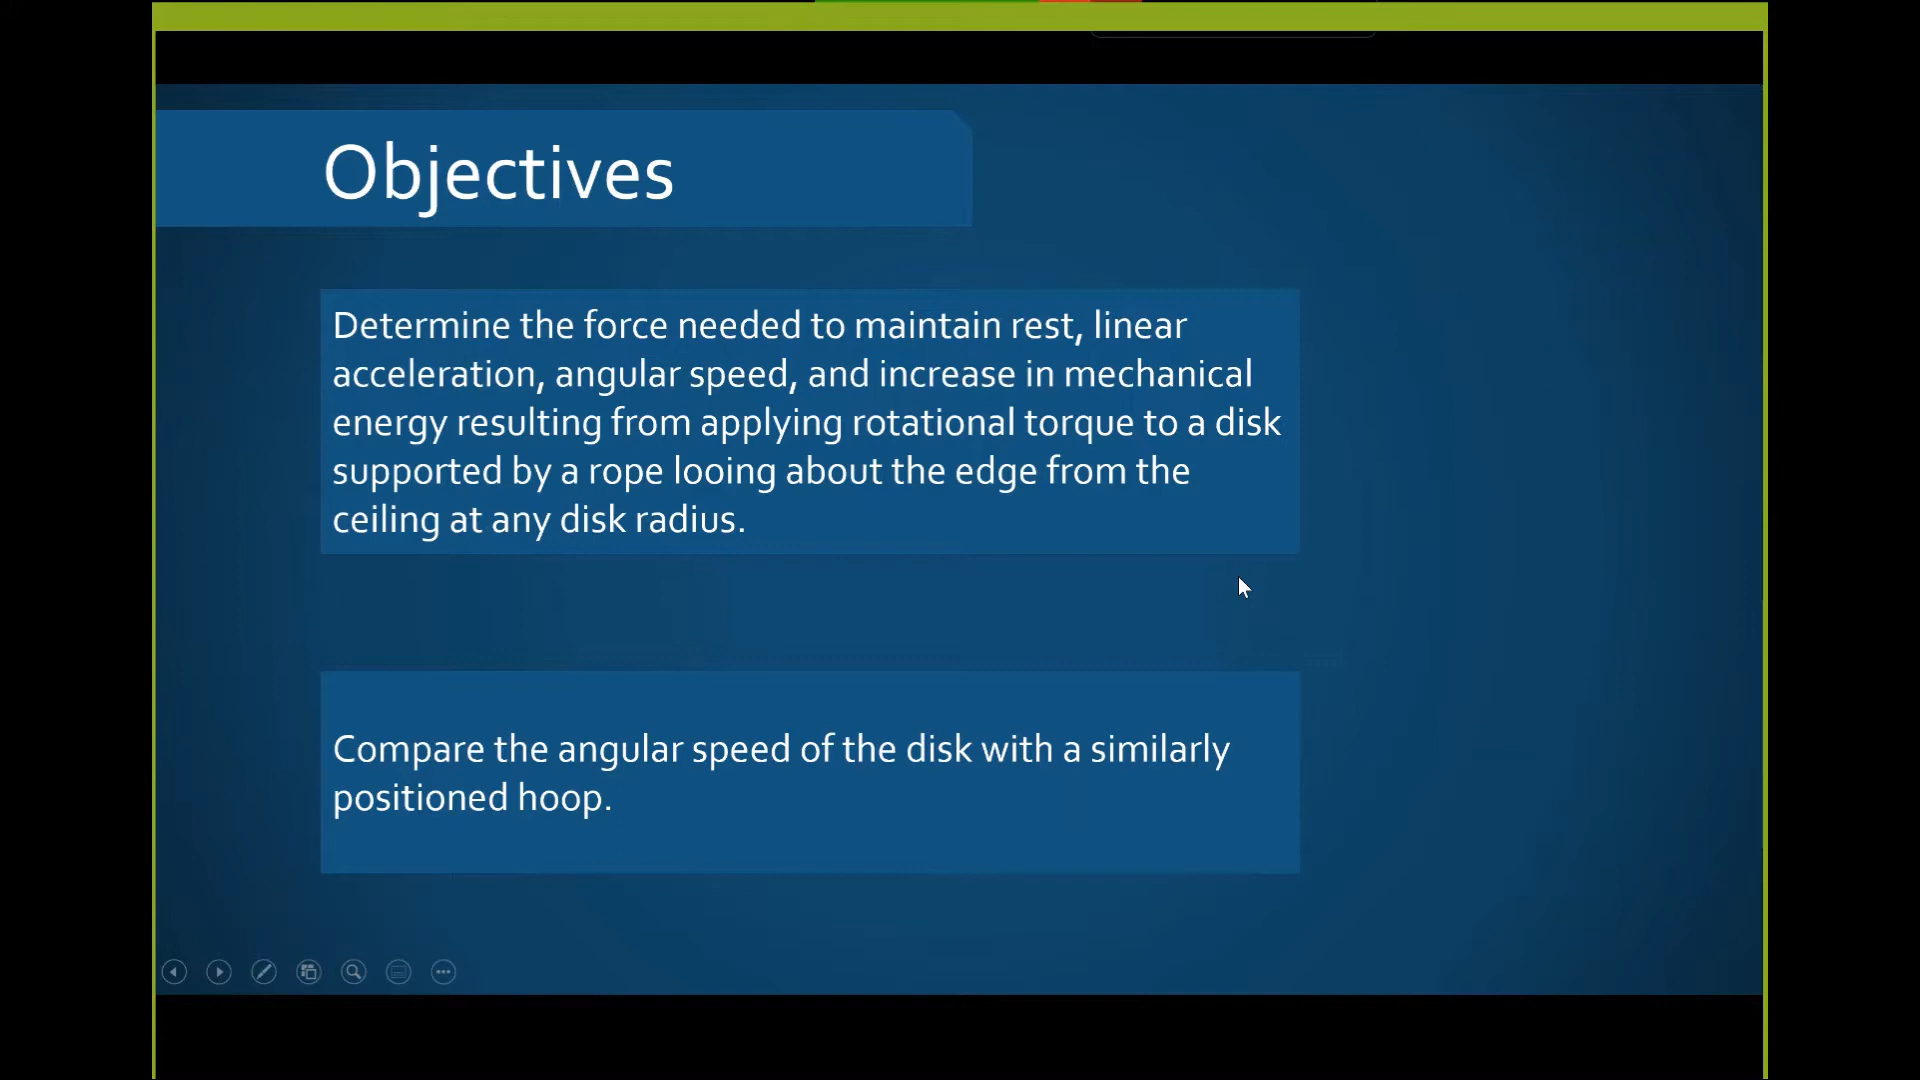 Objectives
Determine the force needed to maintain rest, linear
acceleration, angular speed, and increase in mechanical
energy resulting from applying rotational torque to a disk
supported by a rope looing about the edge from the
ceiling at any disk radius.
Compare the angular speed of the disk with a similarly
positioned hoop.